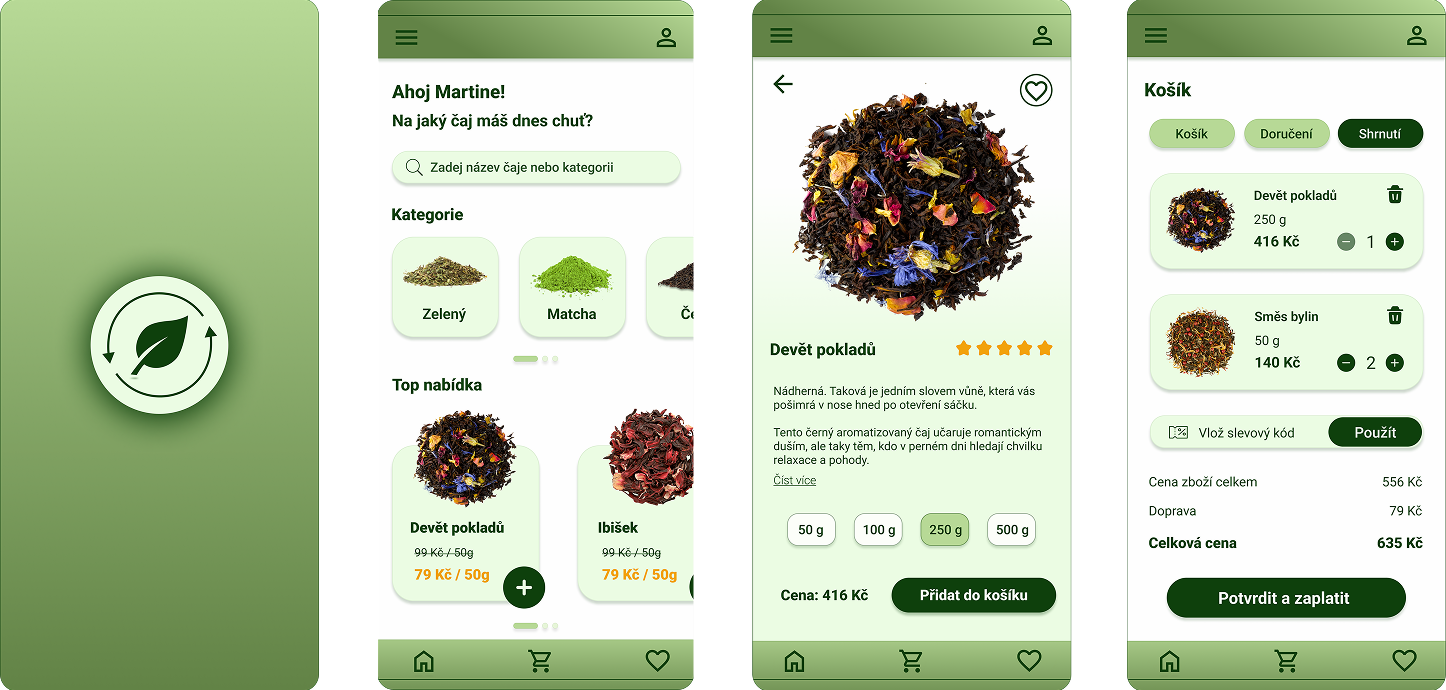 Ahoj Martine!
Na jaký čaj máš dnes chuť?
Zadej název čaje nebo kategorii
Kategorie
Zelený
Matcha
Če
Top nabídka
Devět pokladů
99 Kč / 50g
79 Kč / 50g
Ibišek
99 Kč / 50g
79 Kč / 50g
Devět pokladů
Nádherná. Taková je jedním slovem vůně, která vás
pošimrá v nose hned po otevření sáčku.
Tento černý aromatizovaný čaj učaruje romantickým
duším, ale taky těm, kdo v perném dni hledají chvilku
relaxace a pohody.
Číst více
50 g
100 g
250 g
500 g
Cena: 416 Kč
Přidat do košíku
Košík
Košík
Doručení
Shrnutí
Devět pokladů
250 g
416 Kč
1
Směs bylin
50 g
140 Kč
2
Vlož slevový kód
Použít
Cena zboží celkem 556 Kč
Doprava 79 Kč
Celková cena 635 Kč
Potvrdit a zaplatit